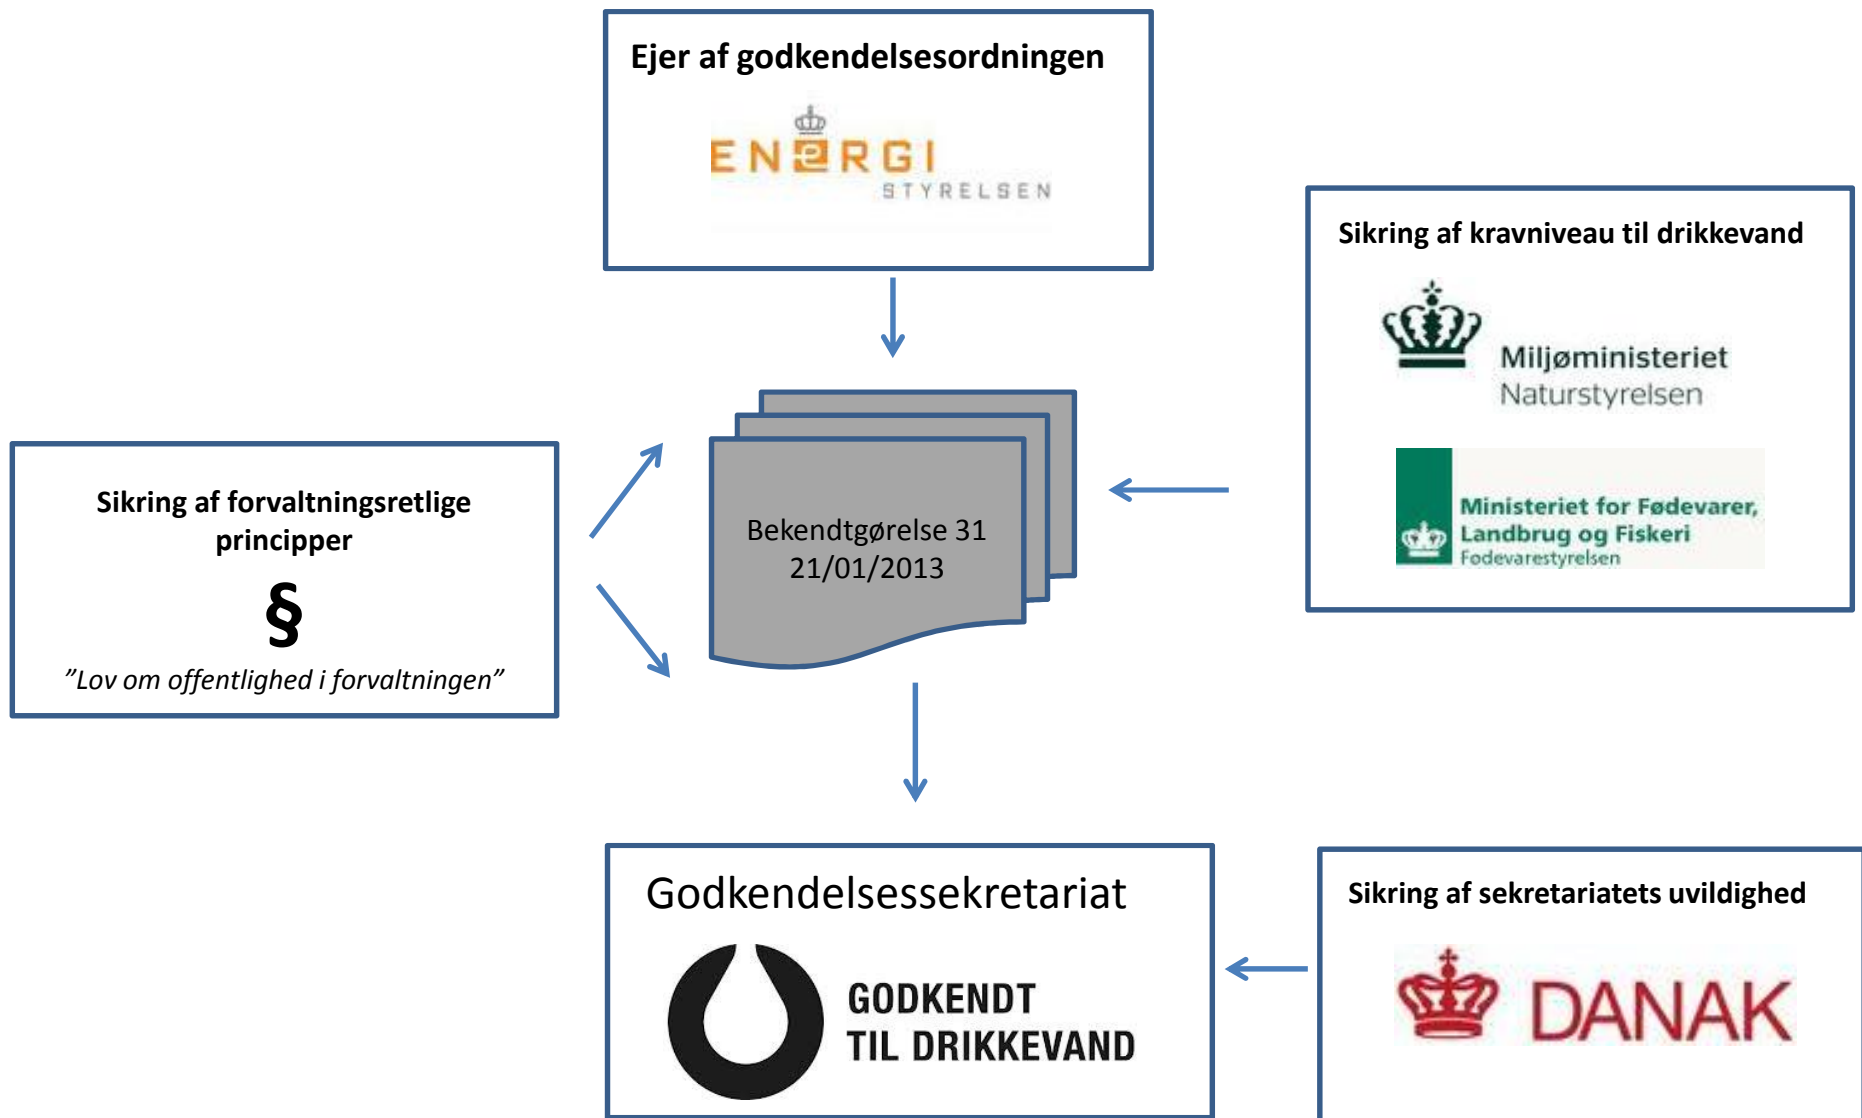 Ejer af godkendelsesordningen
ENERGI
STYRELSEN
Sikring af kravniveau til drikkevand
Miljøministeriet
Naturstyrelsen
Ministeriet for Fødevarer,
Landbrug og Fiskeri
Fødevarestyrelsen
Sikring af forvaltningsretlige
principper
§
”Lov om offentlighed i forvaltningen”
Bekendtgørelse 31
21/01/2013
Godkendelsessekretariat
GODKENDT
TIL DRIKKEVAND
Sikring af sekretariatets uvildighed
DANAK